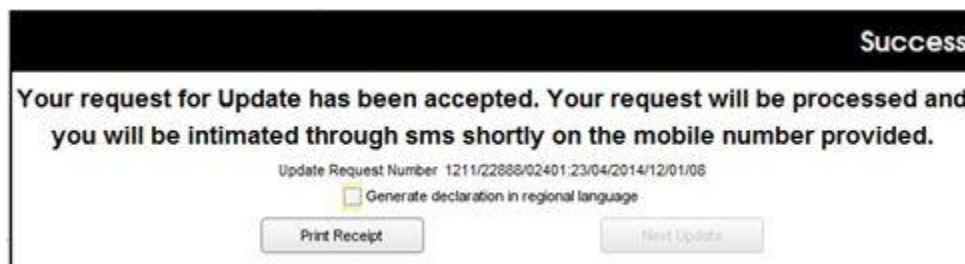 Success
Your request for Update has been accepted. Your request will be processed and
you will be intimated through sms shortly on the mobile number provided.
Update Request Number 1211/22888/02401:23/04/2014/12/01/08
Generate declaration in regional language
Print Receipt Next Update